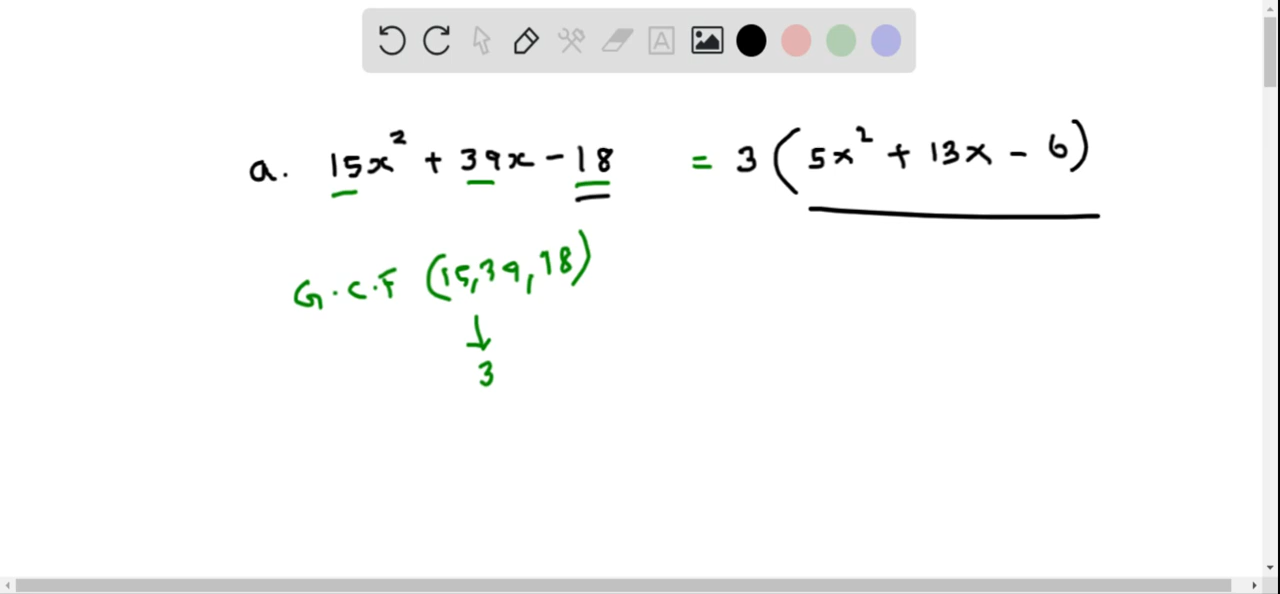 a. 15x² + 39x - 18 = 3 (5x² + 13x - 6)
G.C.F (15,39,18)
↓
3